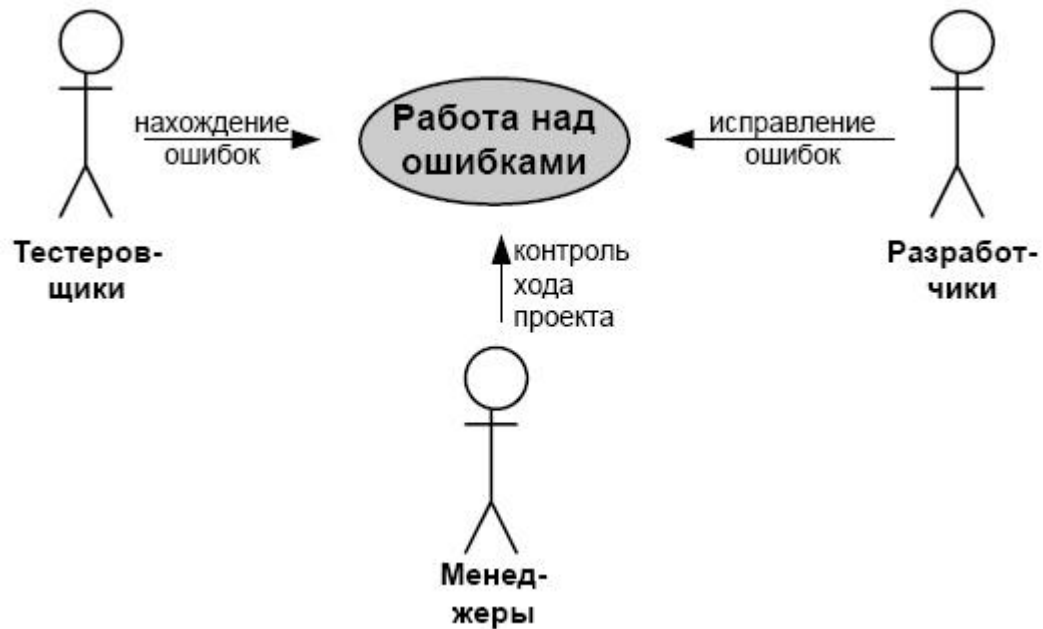 нахождение
ошибок
Работа над
ошибками
исправление
ошибок
Тестеров-
щики
контроль
хода
проекта
Разработ-
чики
Менед-
жеры